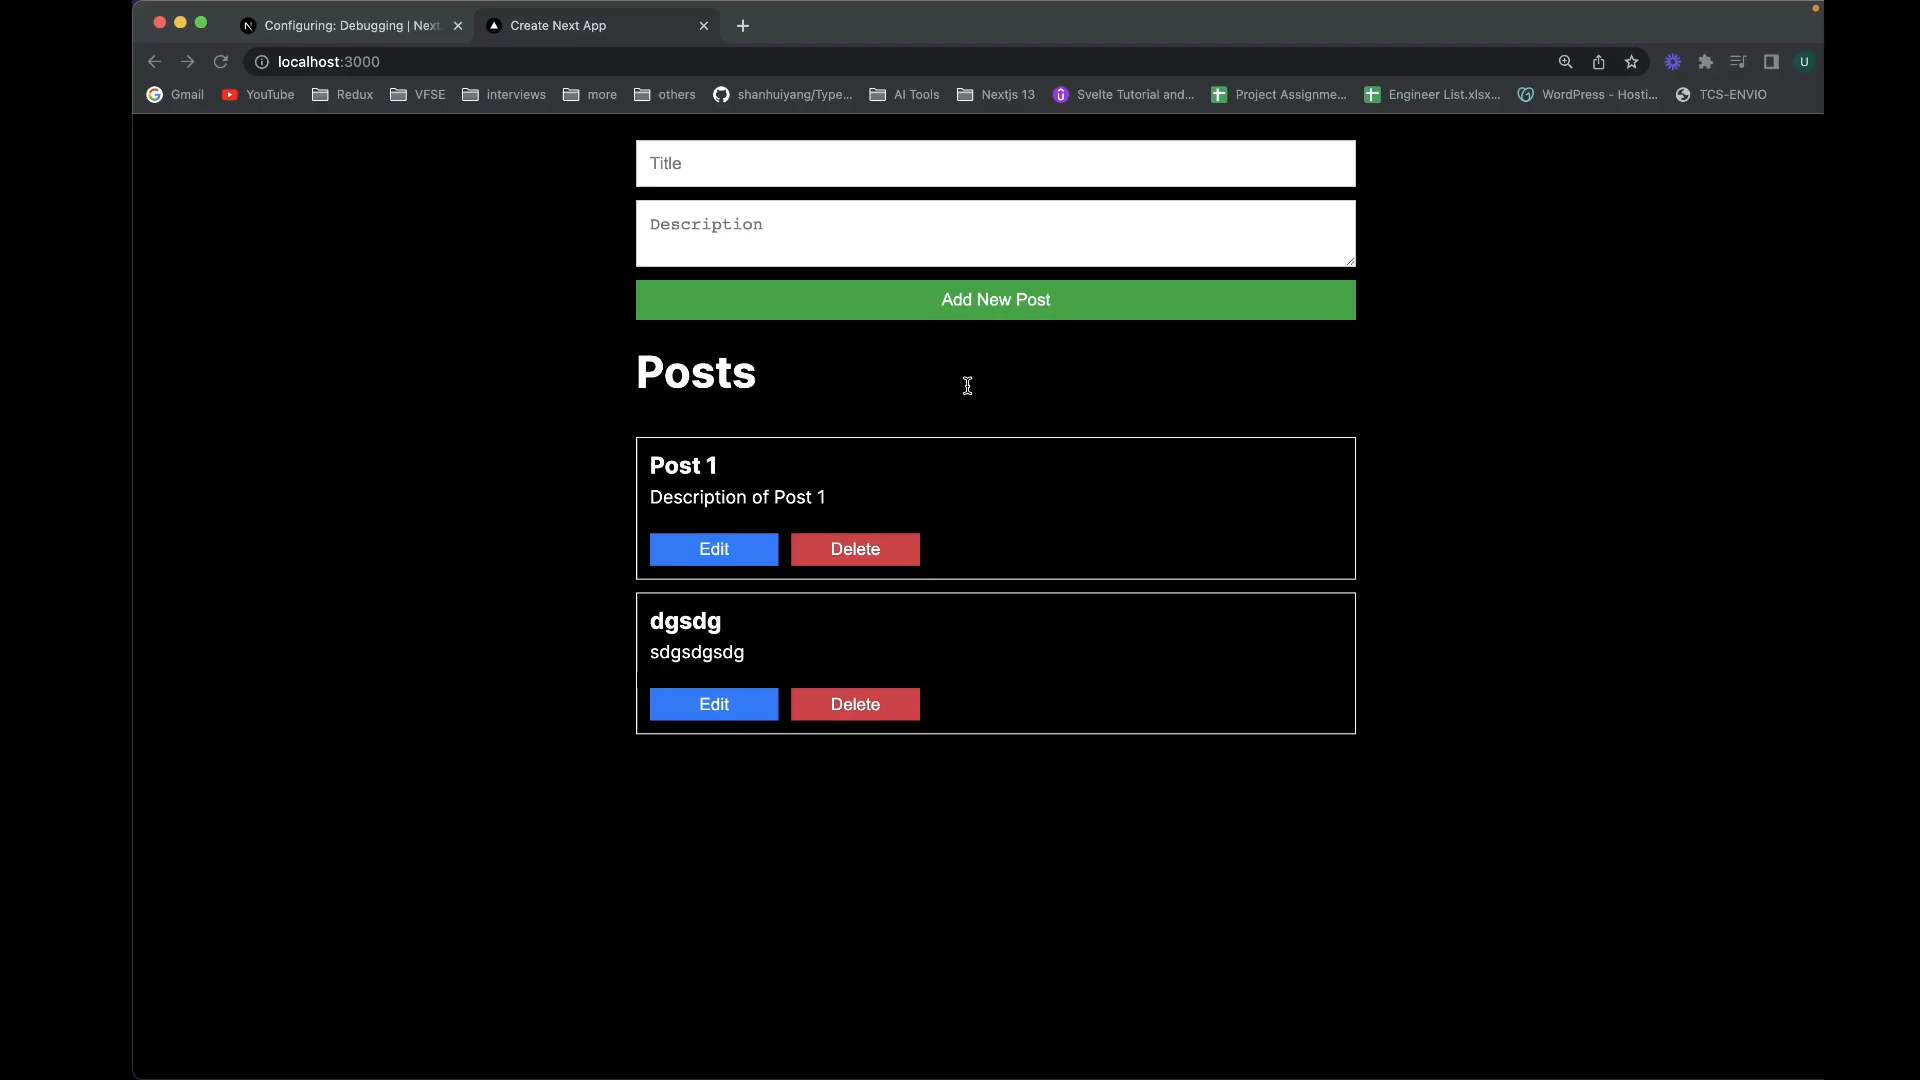 Configuring: Debugging | Next
Create Next App
localhost:3000
U
Gmail
YouTube
Redux
VFSE
interviews
more
others
shanhuiyang/Type...
AI Tools
Nextjs 13
Svelte Tutorial and...
Project Assignme...
Engineer List.xlsx...
WordPress - Hosti...
TCS-ENVIO
Title
Description
Add New Post
Posts
Post 1
Description of Post 1
Edit
Delete
dgsdg
sdgsdgsdg
Edit
Delete